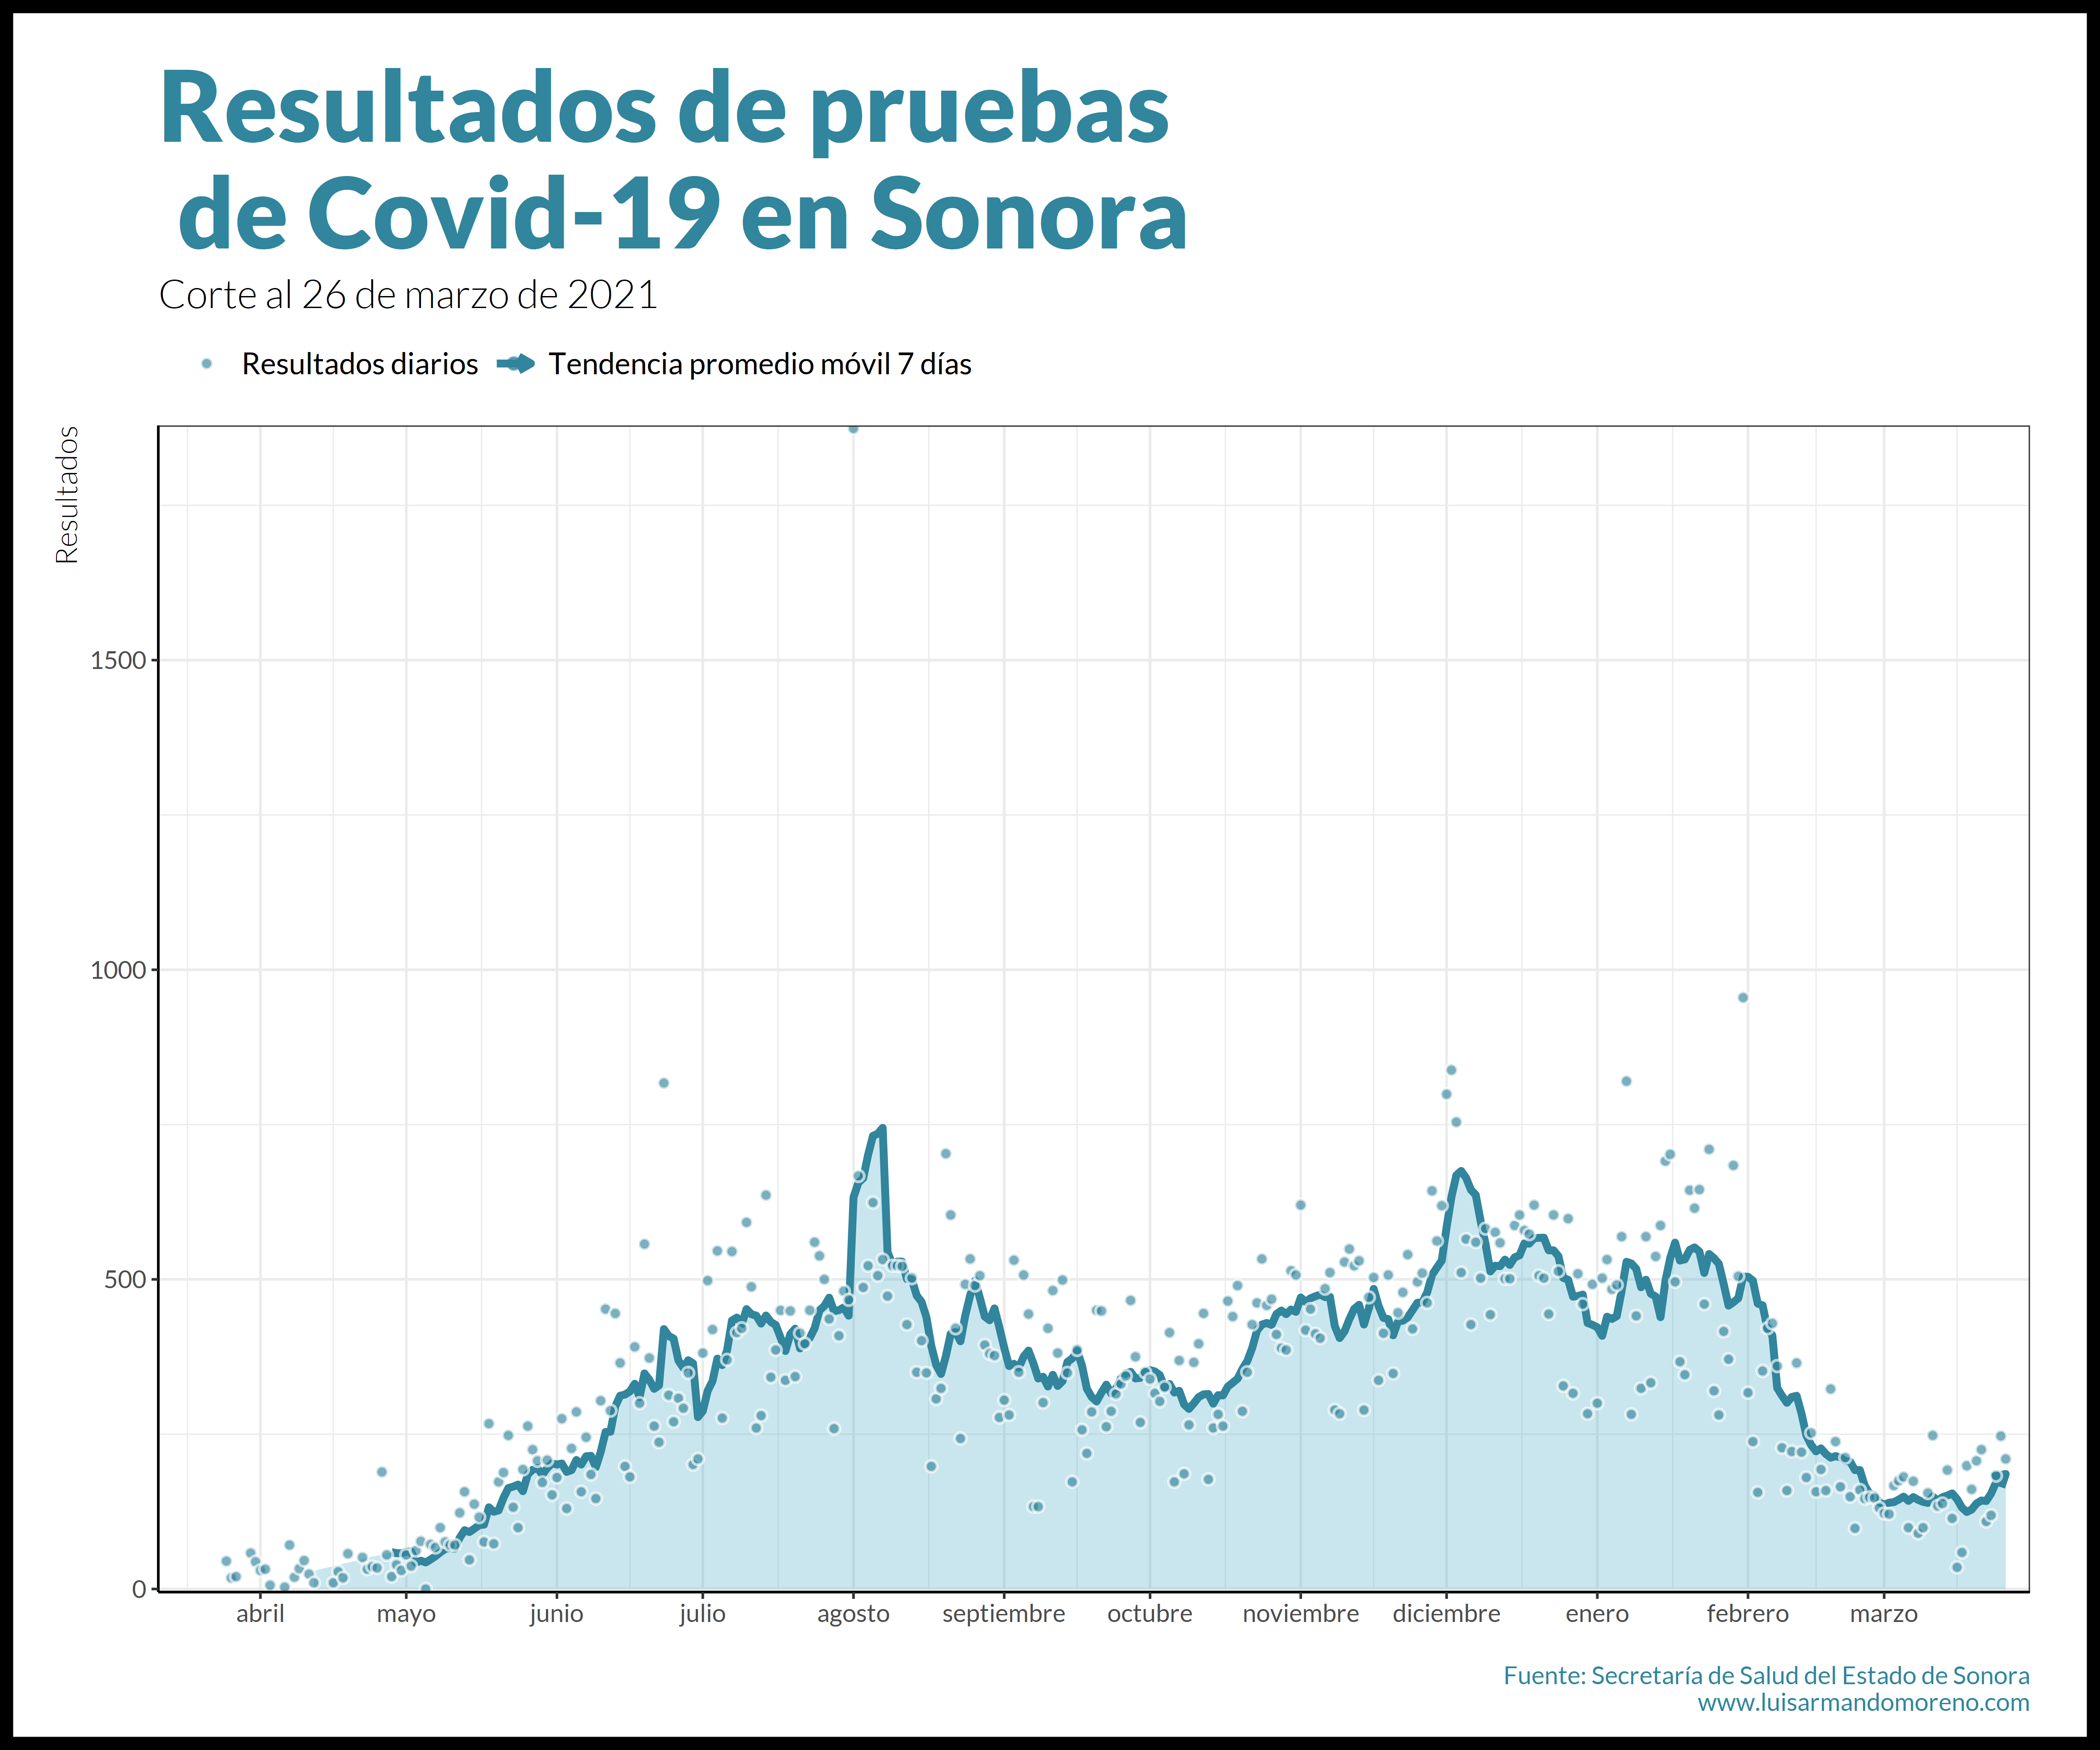 Resultados de pruebas
de Covid-19 en Sonora
Corte al 26 de marzo de 2021
Resultados diarios Tendencia promedio móvil 7 días
Resultados
1500
1000
500
0
abril mayo junio julio agosto septiembre octubre noviembre diciembre enero febrero marzo
Fuente: Secretaría de Salud del Estado de Sonora
www.luisarmandomoreno.com